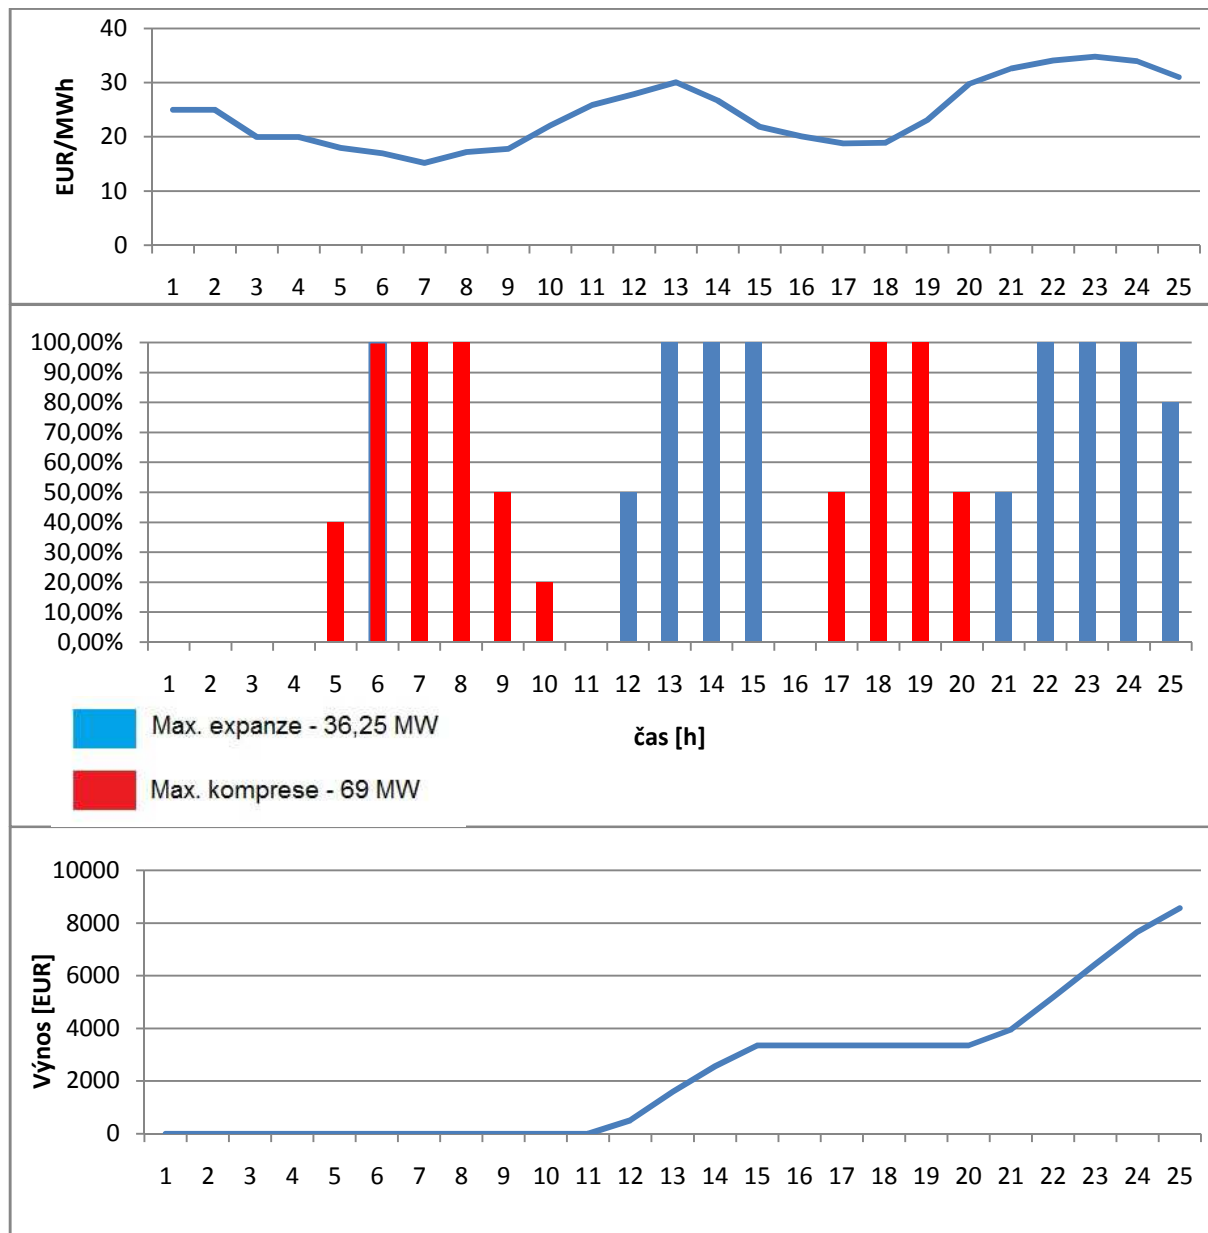 EUR/MWh
40
30
20
10
0
1 2 3 4 5 6 7 8 9 10 11 12 13 14 15 16 17 18 19 20 21 22 23 24 25
100,00%
90,00%
80,00%
70,00%
60,00%
50,00%
40,00%
30,00%
20,00%
10,00%
0,00%
1 2 3 4 5 6 7 8 9 10 11 12 13 14 15 16 17 18 19 20 21 22 23 24 25
Max. expanze - 36,25 MW
čas [h]
Max. komprese - 69 MW
Výnos [EUR]
10000
8000
6000
4000
2000
0
1 2 3 4 5 6 7 8 9 10 11 12 13 14 15 16 17 18 19 20 21 22 23 24 25